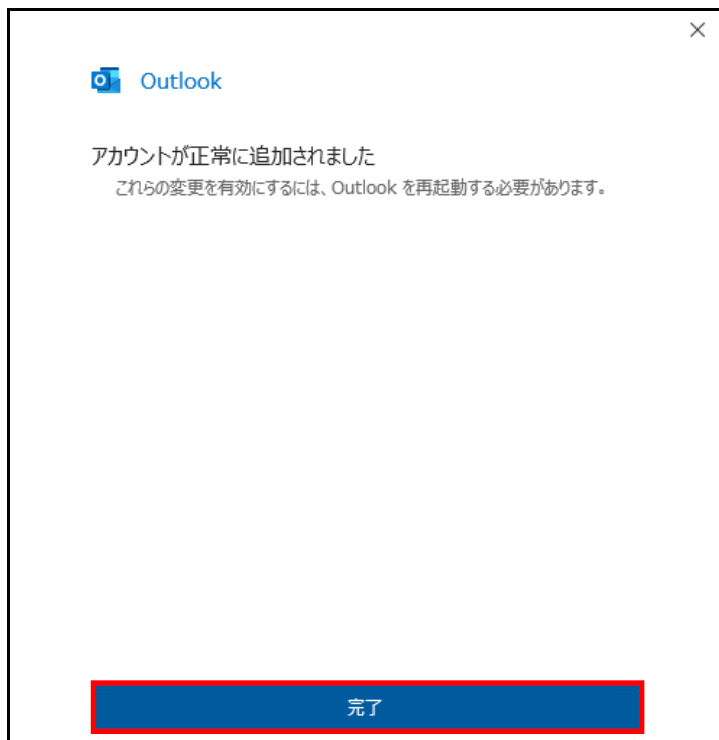 Outlook
アカウントが正常に追加されました
これらの変更を有効にするには、Outlook を再起動する必要があります。
完了